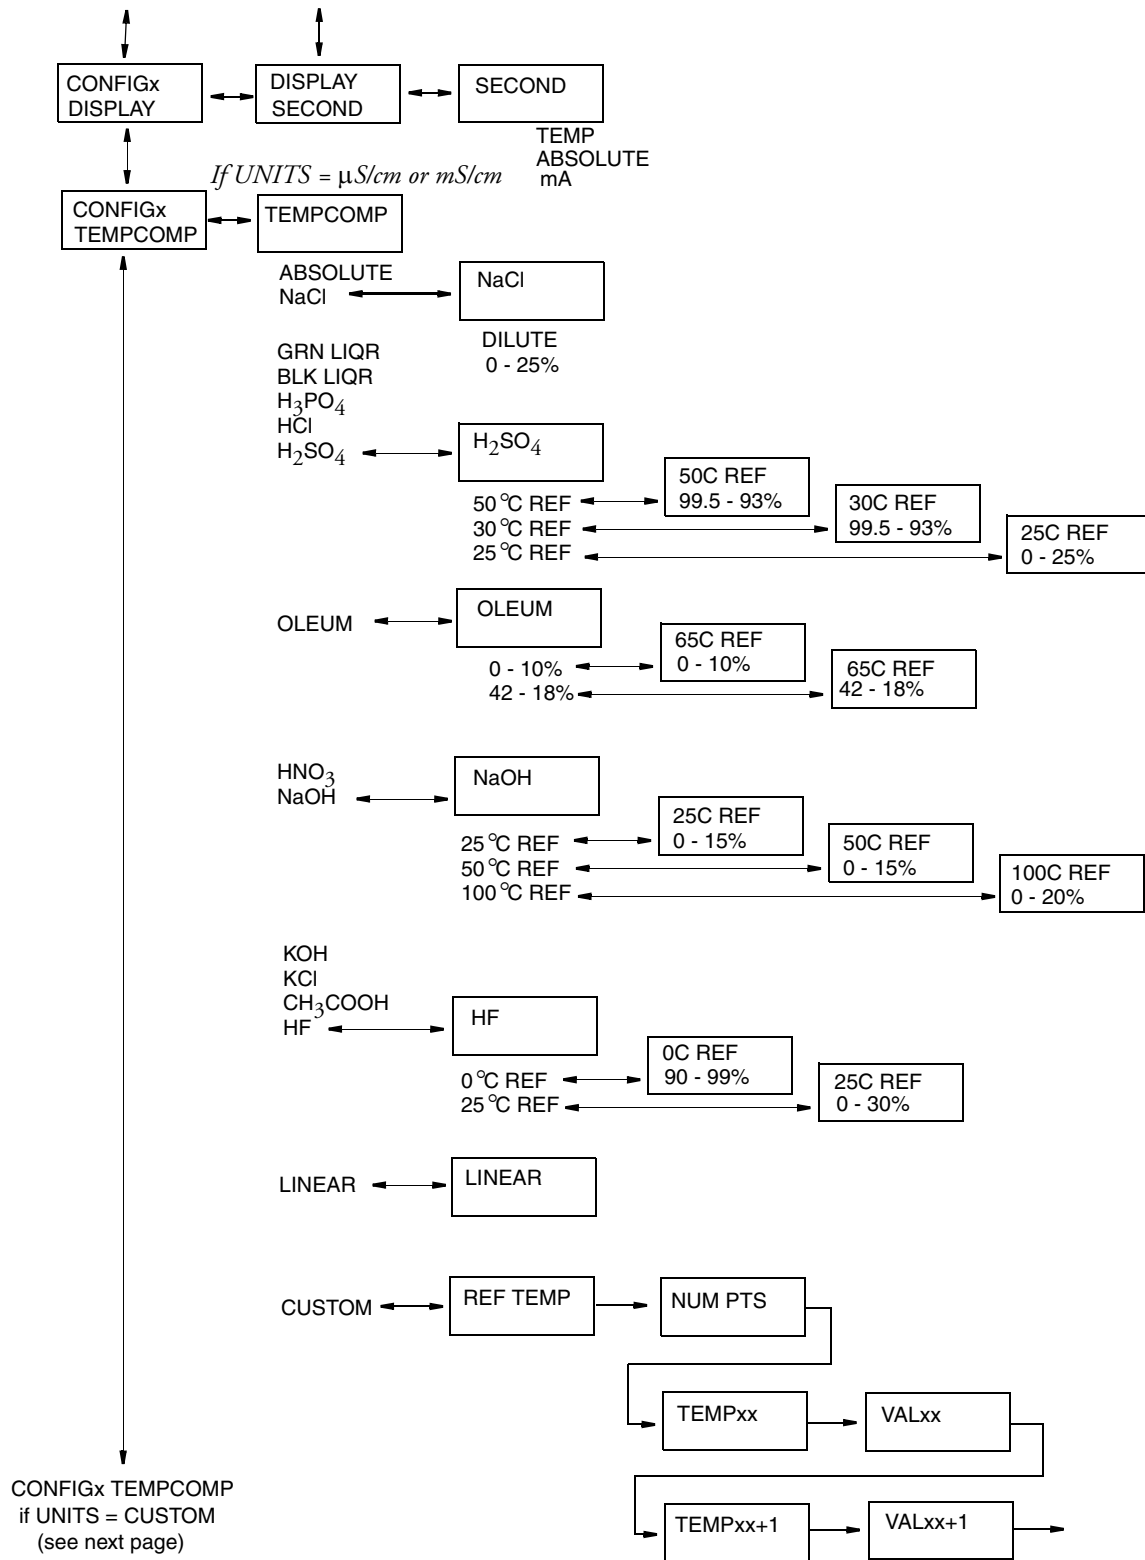 CONFIGx
DISPLAY
DISPLAY
SECOND
SECOND
TEMP
ABSOLUTE
mA
If UNITS = μS/cm or mS/cm
CONFIGx
TEMPCOMP
TEMPCOMP
ABSOLUTE
NaCl
NaCl
DILUTE
0 - 25%
GRN LIQR
BLK LIQR
H3PO4
HCl
H2SO4
H2SO4
50 °C REF
30 °C REF
25 °C REF
50C REF
99.5 - 93%
30C REF
99.5 - 93%
25C REF
0 - 25%
OLEUM
OLEUM
0 - 10%
42 - 18%
65C REF
0 - 10%
65C REF
42 - 18%
HNO3
NaOH
NaOH
25 °C REF
50 °C REF
100 °C REF
25C REF
0 - 15%
50C REF
0 - 15%
100C REF
0 - 20%
KOH
KCl
CH3COOH
HF
HF
0 °C REF
25 °C REF
0C REF
90 - 99%
25C REF
0 - 30%
LINEAR
LINEAR
CUSTOM
REF TEMP
NUM PTS
TEMPxx
VALxx
TEMPxx+1
VALxx+1
CONFIGx TEMPCOMP
if UNITS = CUSTOM
(see next page)